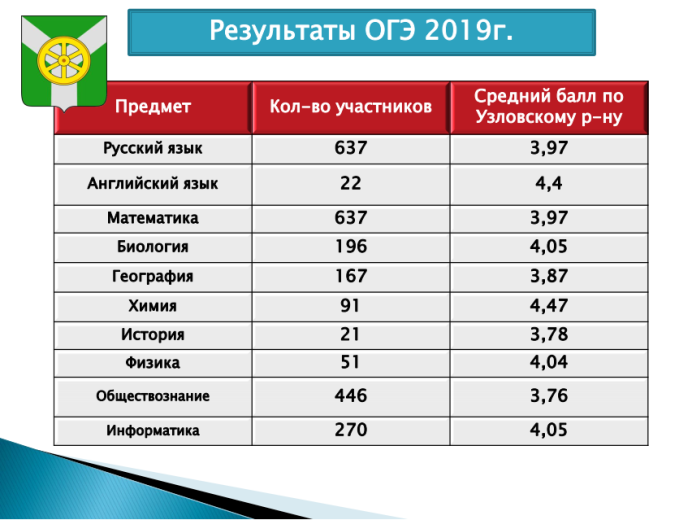 Результаты ОГЭ 2019г.
Предмет Кол-во участников Средний балл по
Узловскому р-ну
Русский язык 637 3,97
Английский язык 22 4,4
Математика 637 3,97
Биология 196 4,05
География 167 3,87
Химия 91 4,47
История 21 3,78
Физика 51 4,04
Обществознание 446 3,76
Информатика 270 4,05